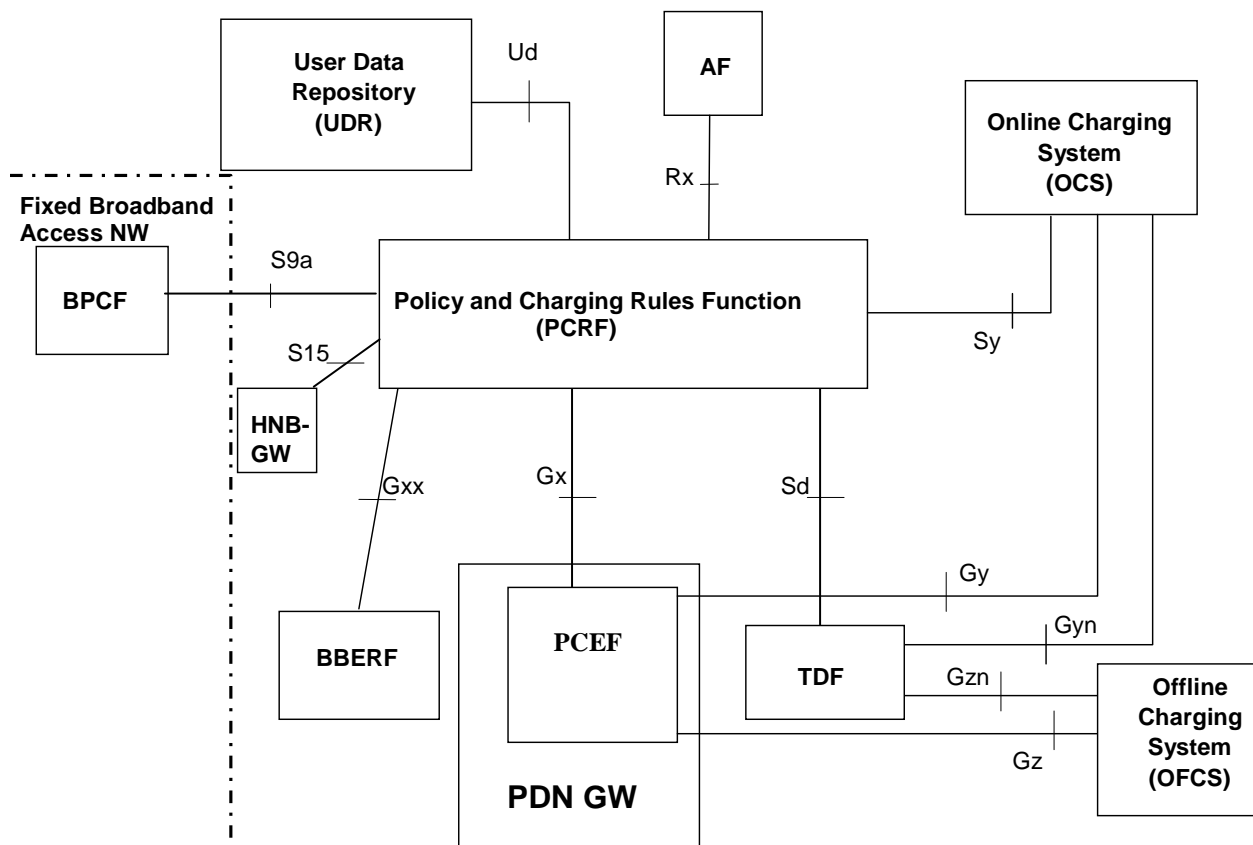 User Data
Repository
(UDR)
Ud
AF
Online Charging
System
(OCS)
Rx
Fixed Broadband
Access NW
BPCF
S9a
Policy and Charging Rules Function
(PCRF)
Sy
S15
HNB-
GW
Gxx
Gx
Sd
Gy
Gyn
BBERF
PCEF
TDF
Gzn
Offline
Charging
System
(OFCS)
Gz
PDN GW